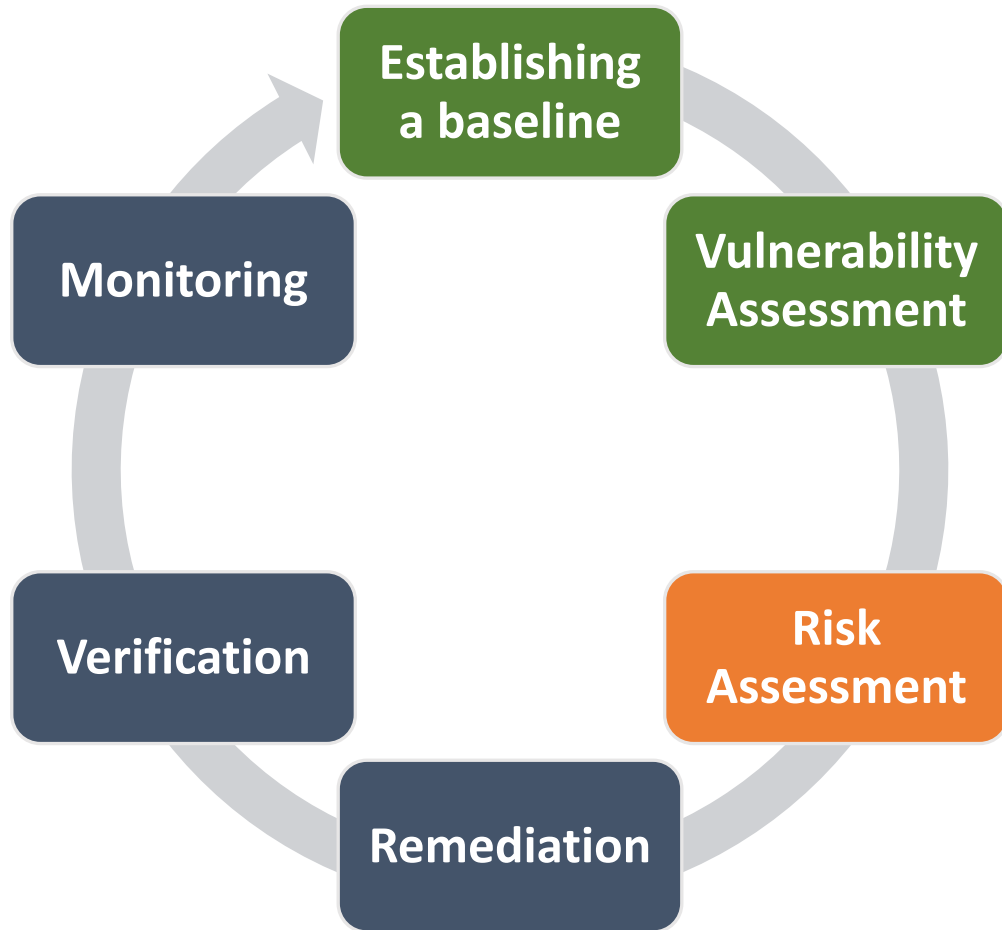 Establishing
a baseline
Vulnerability
Assessment
Risk
Assessment
Remediation
Verification
Monitoring